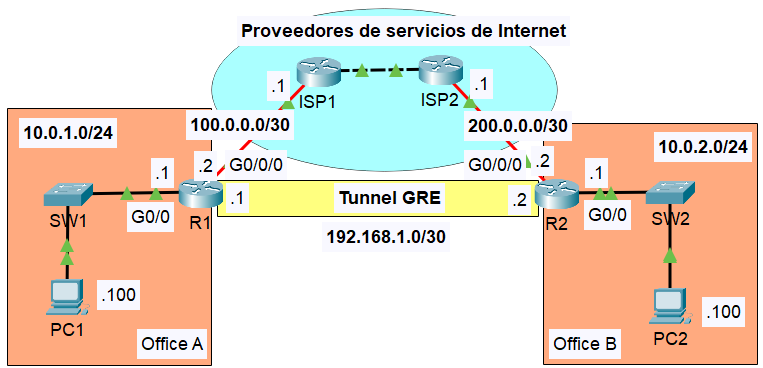 Proveedores de servicios de Internet
.1
ISP1
ISP2
.1
10.0.1.0/24
100.0.0.0/30
200.0.0.0/30
10.0.2.0/24
.1
.2
G0/0/0
G0/0/0
.2
.1
SW1
G0/0
R1
.1
Tunnel GRE
.2
R2
G0/0
SW2
192.168.1.0/30
.100
PC1
Office A
.100
PC2
Office B